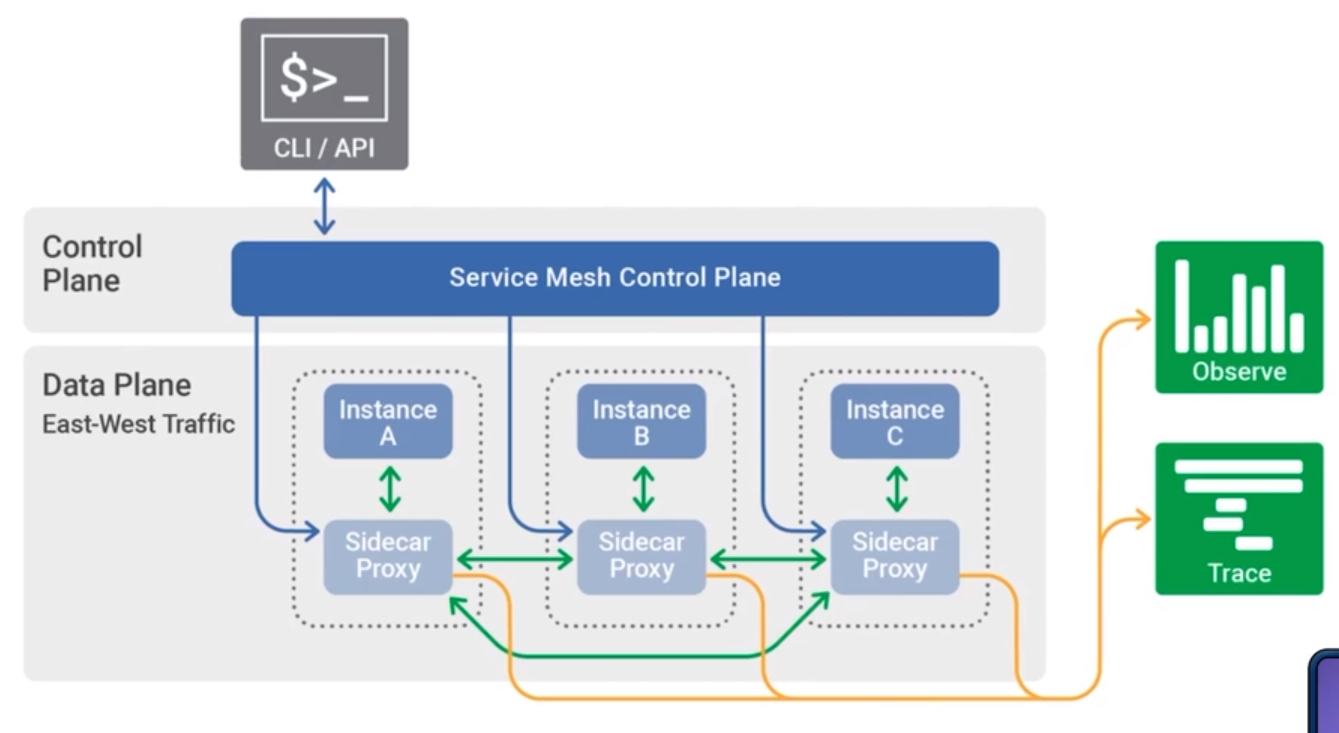 $>_
CLI / API
Control
Plane
Service Mesh Control Plane
Data Plane
East-West Traffic
Instance
A
Instance
B
Instance
C
Sidecar
Proxy
Sidecar
Proxy
Sidecar
Proxy
Observe
Trace